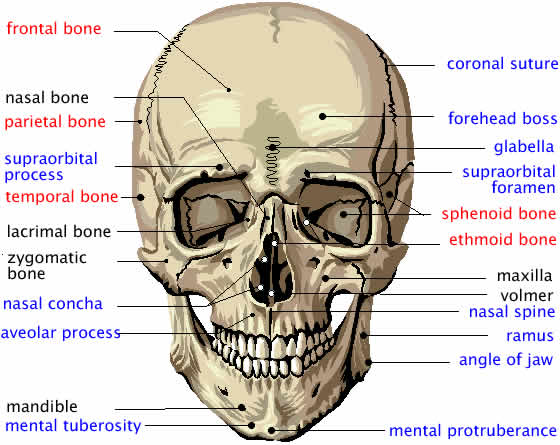 frontal bone
coronal suture
nasal bone
parietal bone
forehead boss
glabella
supraorbital
process
supraorbital
foramen
temporal bone
sphenoid bone
lacrimal bone
ethmoid bone
zygomatic
bone
maxilla
volmer
nasal concha
nasal spine
aveolar process
ramus
angle of jaw
mandible
mental tuberosity
mental protruberance